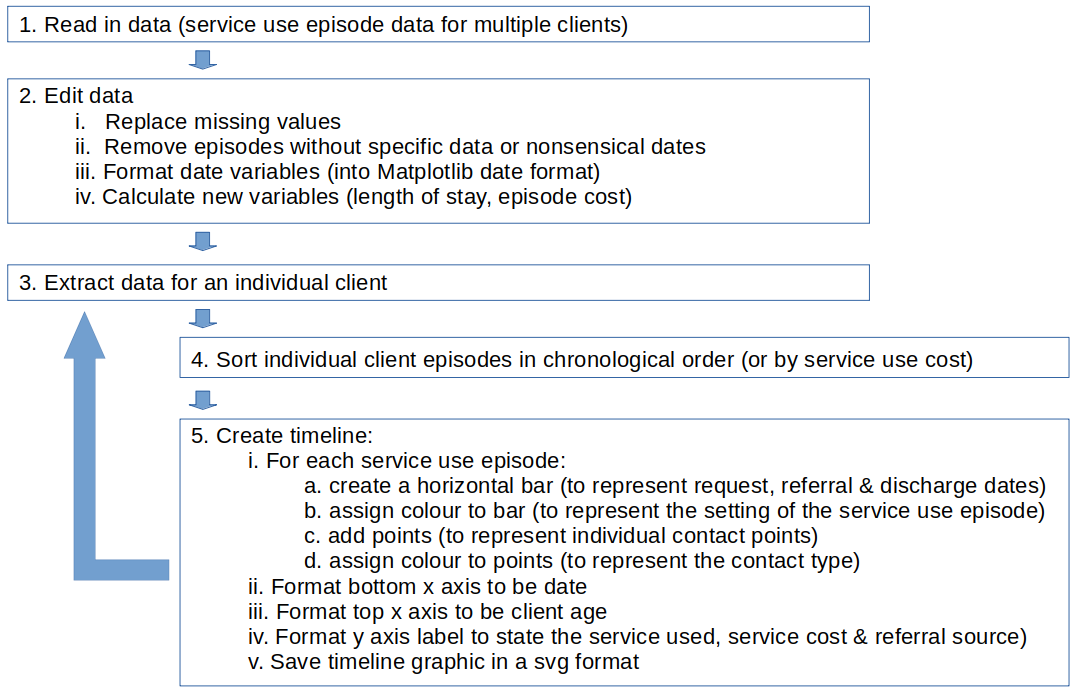 1. Read in data (service use episode data for multiple clients)
2. Edit data
i. Replace missing values
ii. Remove episodes without specific data or nonsensical dates
iii. Format date variables (into Matplotlib date format)
iv. Calculate new variables (length of stay, episode cost)
3. Extract data for an individual client
4. Sort individual client episodes in chronological order (or by service use cost)
5. Create timeline:
i. For each service use episode:
a. create a horizontal bar (to represent request, referral & discharge dates)
b. assign colour to bar (to represent the setting of the service use episode)
c. add points (to represent individual contact points)
d. assign colour to points (to represent the contact type)
ii. Format bottom x axis to be date
iii. Format top x axis to be client age
iv. Format y axis label to state the service used, service cost & referral source)
v. Save timeline graphic in a svg format